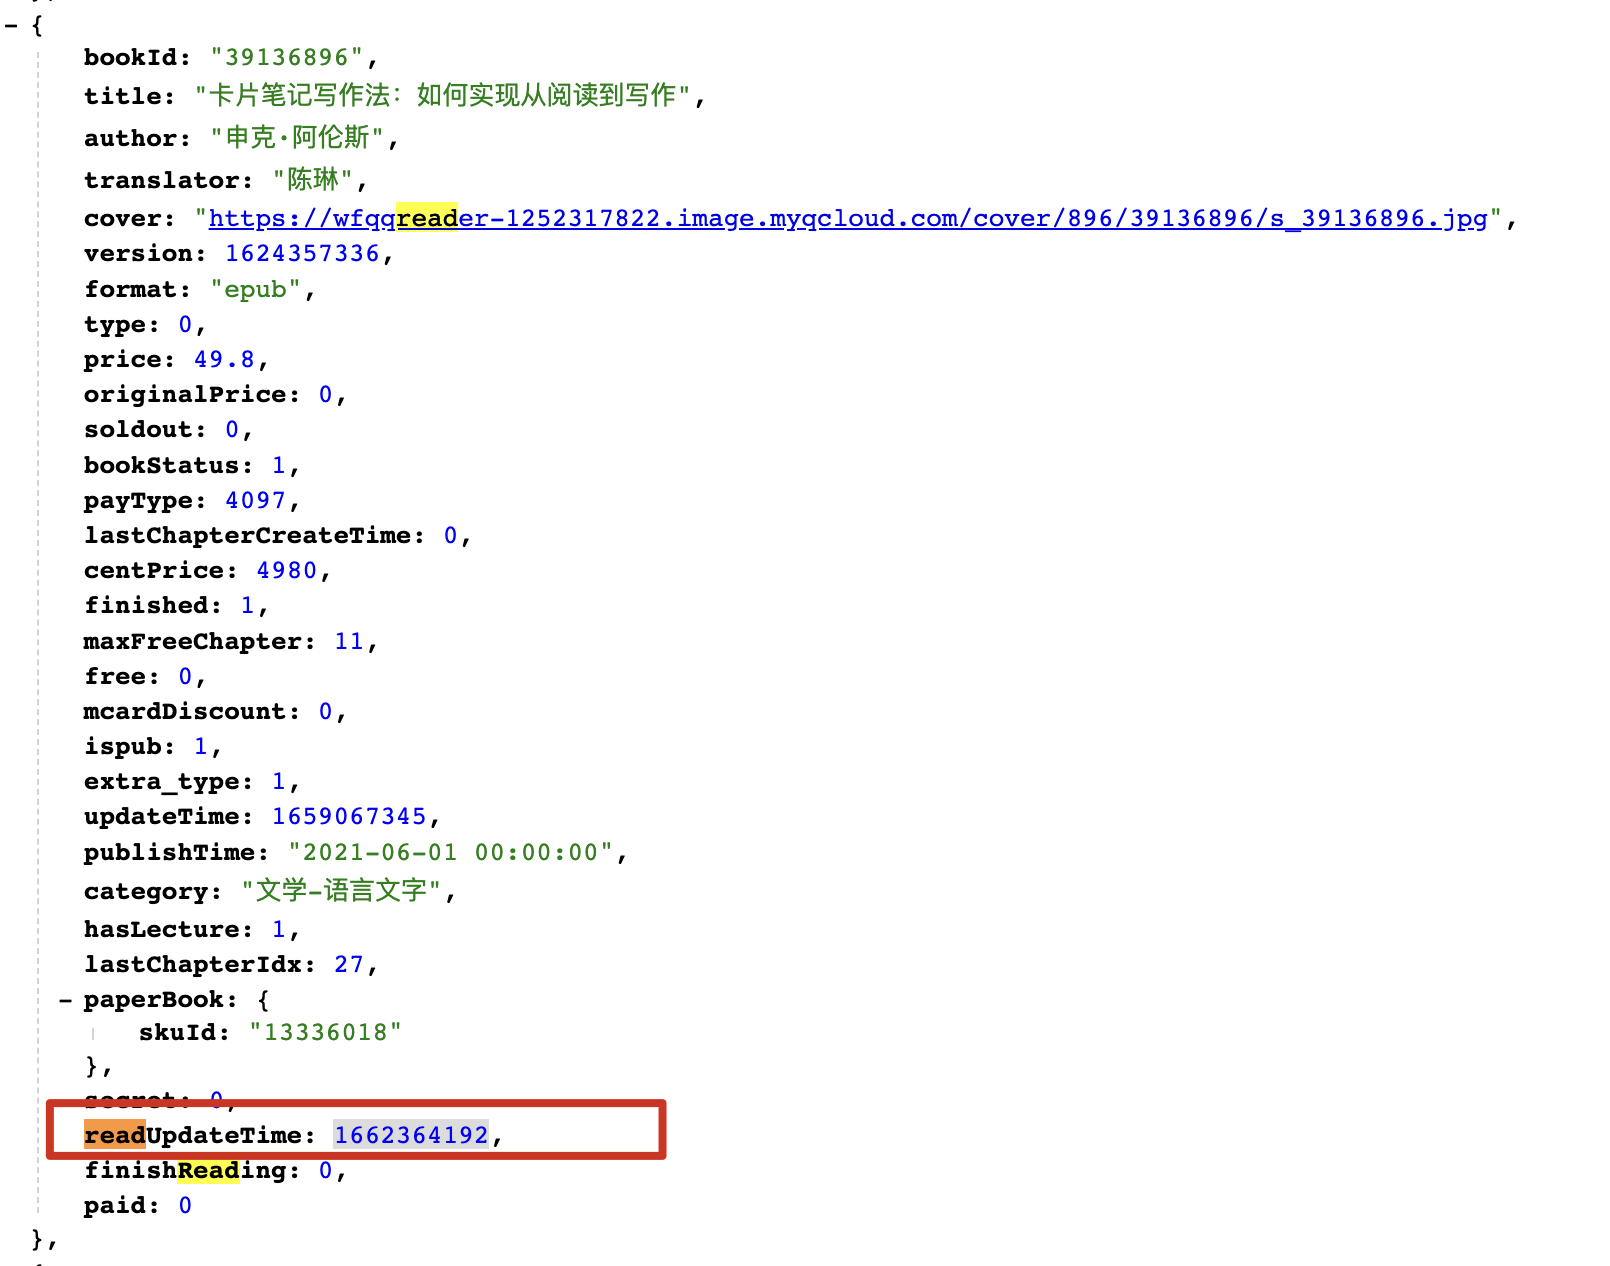 - {
bookId: "39136896",
title: "卡片笔记写作法：如何实现从阅读到写作",
author: "申克·阿伦斯",
translator: "陈琳",
cover: "https://wfqqreader-1252317822.image.myqcloud.com/cover/896/39136896/s_39136896.jpg",
version: 1624357336,
format: "epub",
type: 0,
price: 49.8,
originalPrice: 0,
soldout: 0,
bookStatus: 1,
payType: 4097,
lastChapterCreateTime: 0,
centPrice: 4980,
finished: 1,
maxFreeChapter: 11,
free: 0,
mcardDiscount: 0,
ispub: 1,
extra_type: 1,
updateTime: 1659067345,
publishTime: "2021-06-01 00:00:00",
category: "文学-语言文字",
hasLecture: 1,
lastChapterIdx: 27,
- paperBook: {
skuId: "13336018"
},
secret: 0,
readUpdateTime: 1662364192,
finishReading: 0,
paid: 0
},